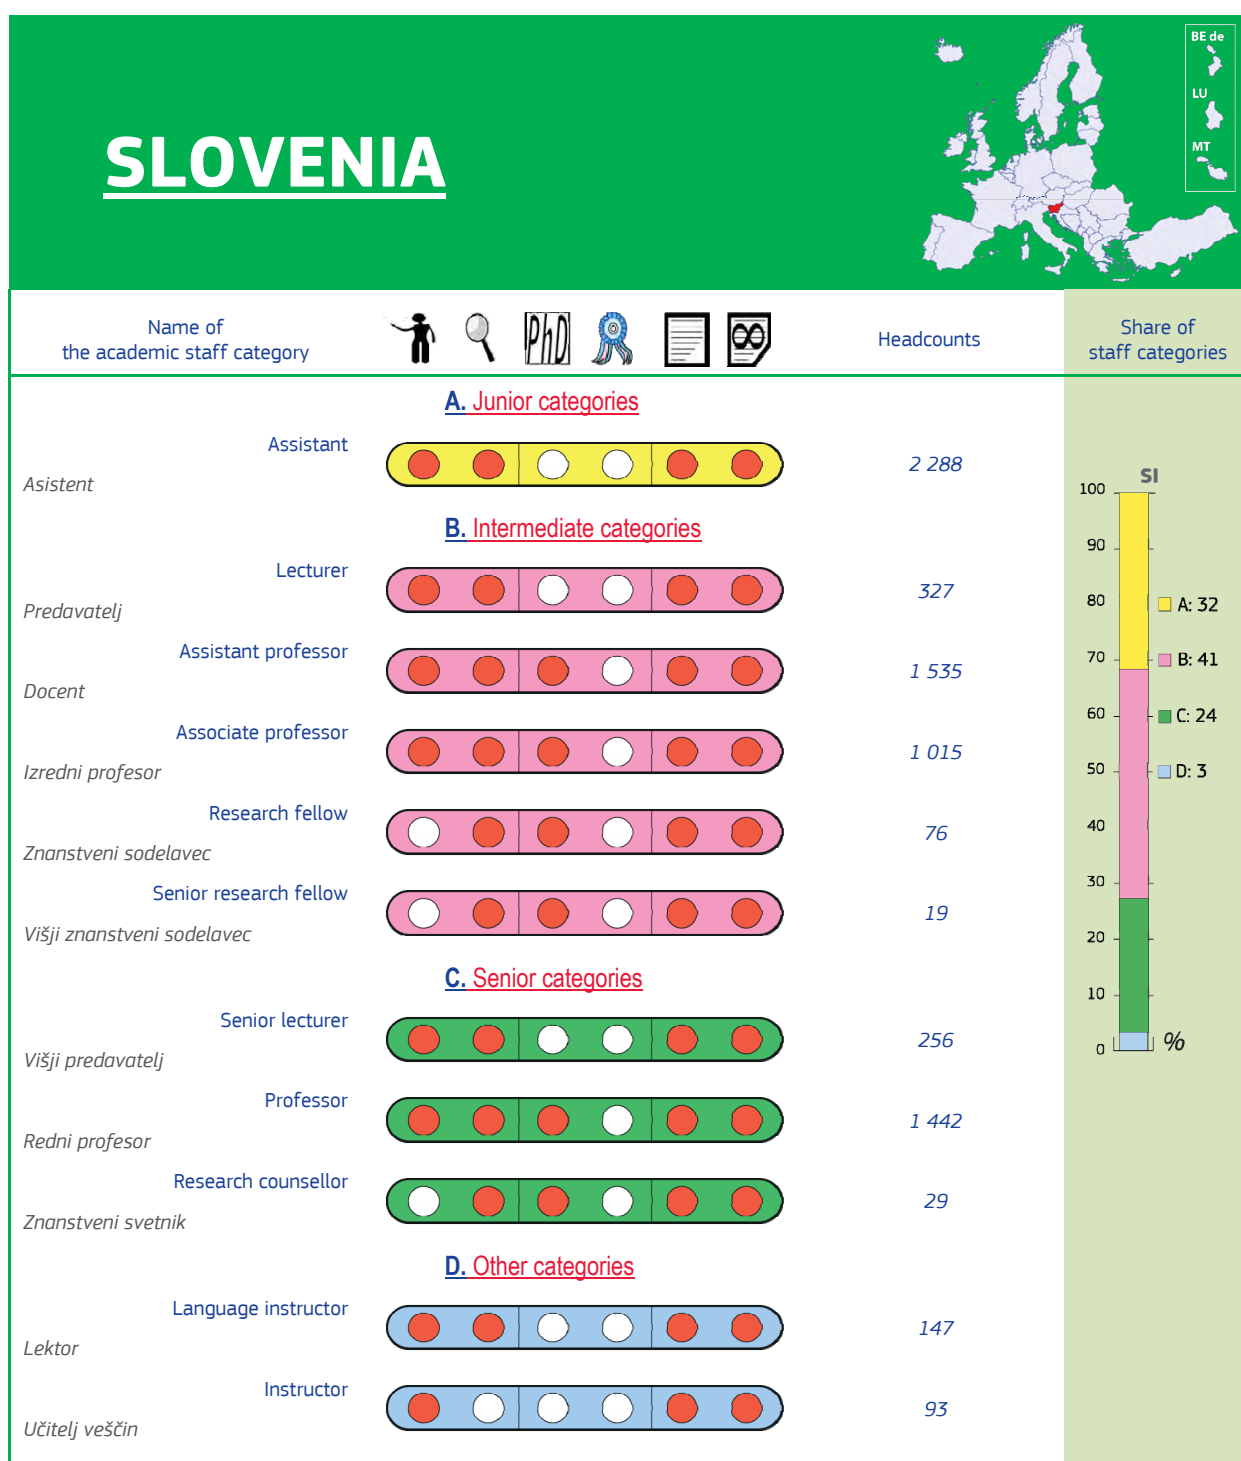 BE de
LU
MT
SLOVENIA
Name of
the academic staff category
PhD
Headcounts
Share of
staff categories
A. Junior categories
Assistant
Asistent
2 288
B. Intermediate categories
Lecturer
Predavatelj
327
Assistant professor
Docent
1 535
Associate professor
Izredni profesor
1 015
Research fellow
Znanstveni sodelavec
76
Senior research fellow
Višji znanstveni sodelavec
19
C. Senior categories
Senior lecturer
Višji predavatelj
256
Professor
Redni profesor
1 442
Research counsellor
Znanstveni svetnik
29
D. Other categories
Language instructor
Lektor
147
Instructor
Učitelj veščin
93
SI
100
90
80
70
60
50
40
30
20
10
0
%
A: 32
B: 41
C: 24
D: 3